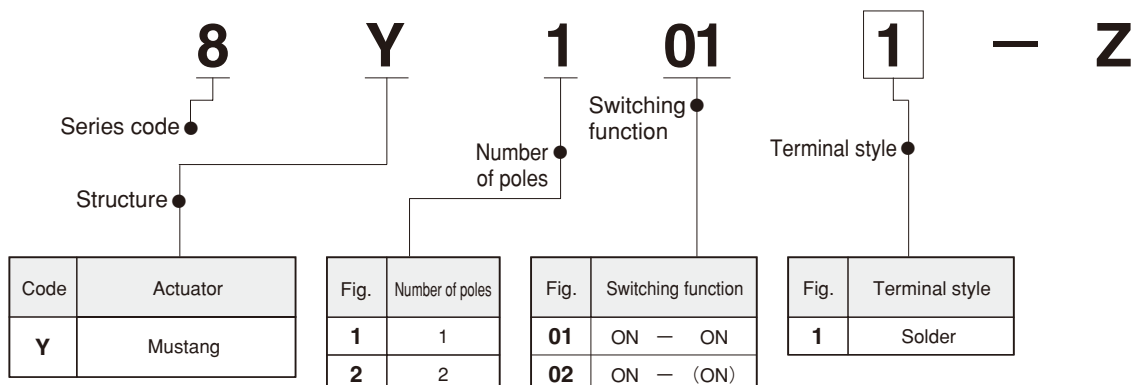 8 Y 1 01 1 — Z
Series code
Switching
function
Number
of poles
Terminal style
Structure
Code Actuator
Y Mustang
Fig. Number of poles
1 1
2 2
Fig. Switching function
01 ON — ON
02 ON — (ON)
Fig. Terminal style
1 Solder